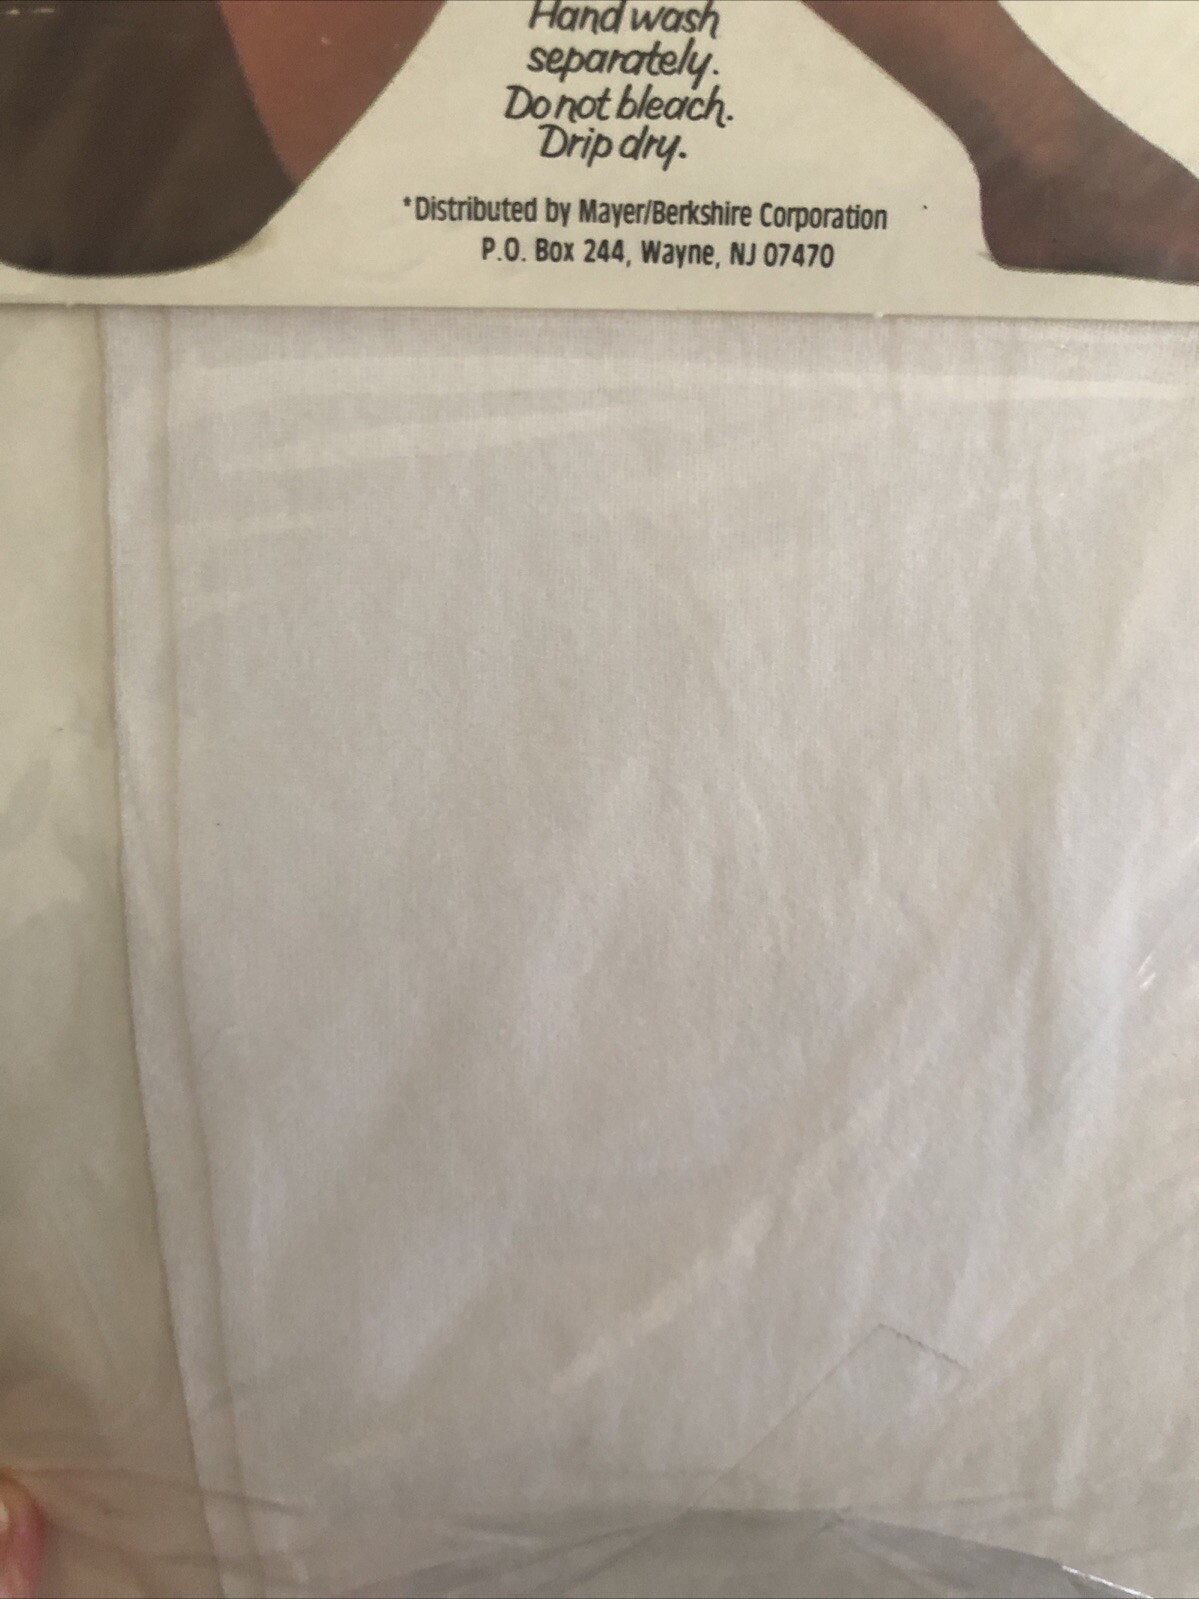 Hand wash
separately.
Do not bleach.
Drip dry.
*Distributed by Mayer/Berkshire Corporation
P.O. Box 244, Wayne, NJ 07470